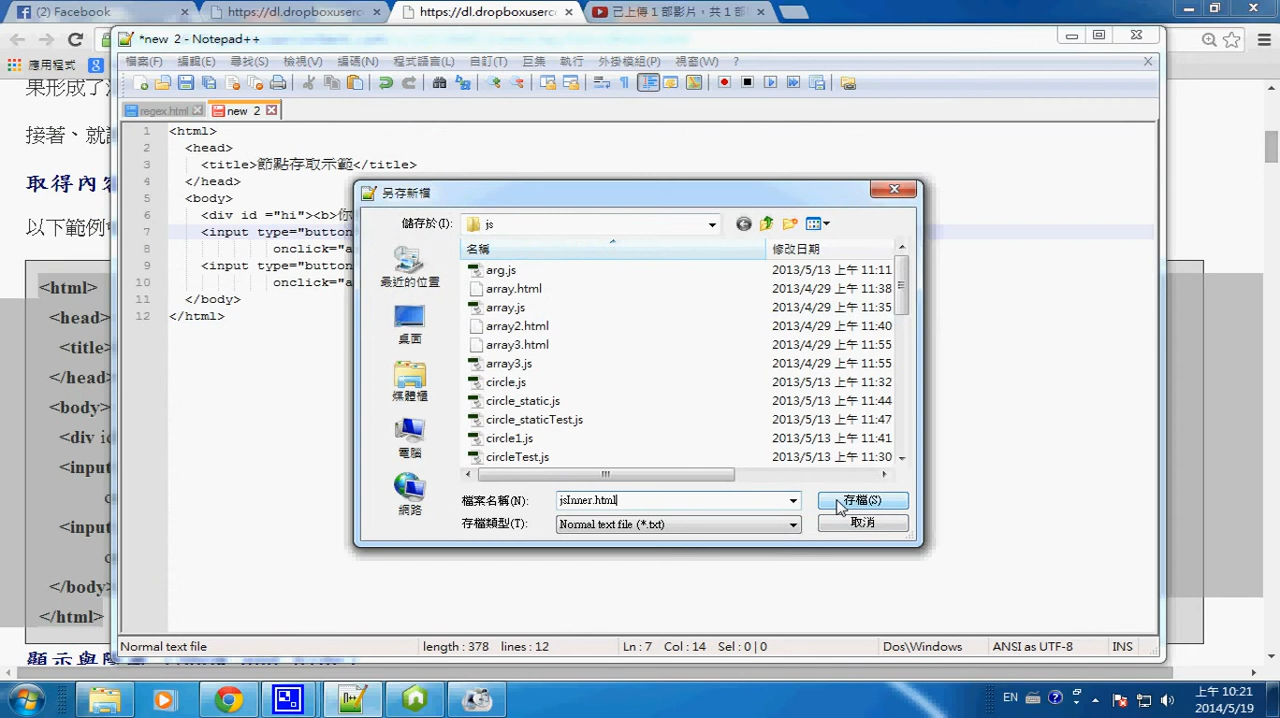 (2) Facebook
https://dl.dropboxuserc
https://dl.dropboxuserc
已上傳 1 部影片，共 1 部
*new 2 - Notepad++
應用程式
檔案(F) 編輯(E) 尋找(S) 檢視(V) 編碼(N) 程式語言(L) 自訂(T) 巨集 執行 外掛模組(P) 視窗(W) ?
regex.html
new 2
接著、就
取得內容
以下範例
1 <html>
2 <head>
3 <title>節點存取示範</title>
4 </head>
5 <body>
6 <div id ="hi"><b>你
7 <input type="button
8 onclick="a
9 <input type="button
10 onclick="a
11 </body>
12 </html>
<html>
<head>
<title>
</head>
<body>
<div id
<input
<input
</body>
</html>
另存新檔
儲存於(I): js
名稱 修改日期
arg.js 2013/5/13 上午 11:11
array.html 2013/4/29 上午 11:38
array.js 2013/4/29 上午 11:35
array2.html 2013/4/29 上午 11:40
array3.html 2013/4/29 上午 11:55
array3.js 2013/4/29 上午 11:55
circle.js 2013/5/13 上午 11:32
circle_static.js 2013/5/13 上午 11:44
circle_staticTest.js 2013/5/13 上午 11:47
circle1.js 2013/5/13 上午 11:41
circleTest.js 2013/5/13 上午 11:30
最近的位置
桌面
媒體櫃
電腦
網路
檔案名稱(N): jsInner.html 存檔(S)
存檔類型(T): Normal text file (*.txt) 取消
Normal text file length : 378 lines : 12 Ln : 7 Col : 14 Sel : 0 | 0 Dos\Windows ANSI as UTF-8 INS
EN
上午 10:21
2014/5/19